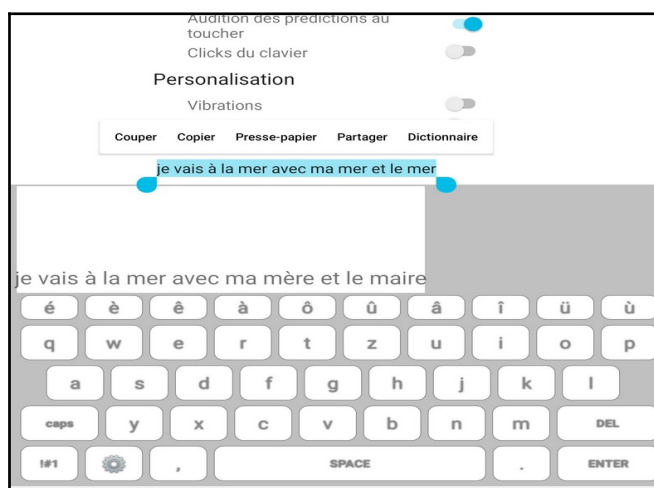 Audition des prédictions au
toucher
Clicks du clavier
Personalisation
Vibrations
Couper Copier Presse-papier Partager Dictionnaire
je vais à la mer avec ma mer et le mer
je vais à la mer avec ma mère et le maire
é è ê à ô û â î ü ù
q w e r t z u i o p
a s d f g h j k l
caps y x c v b n m DEL
!#1 , SPACE . ENTER